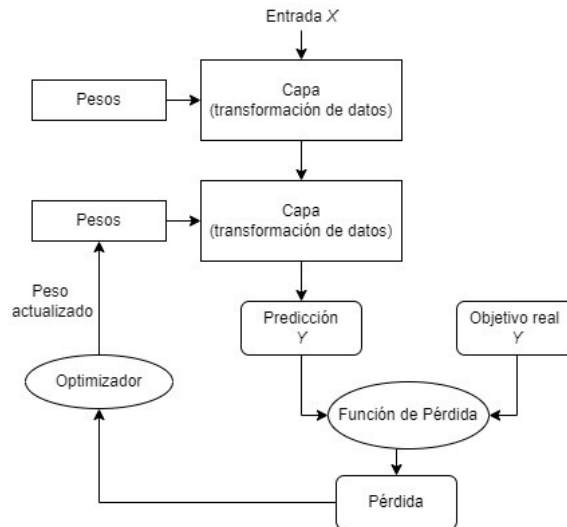 Entrada X
Pesos
Capa
(transformación de datos)
Pesos
Capa
(transformación de datos)
Peso
actualizado
Predicción
Y
Objetivo real
Y
Optimizador
Función de Pérdida
Pérdida